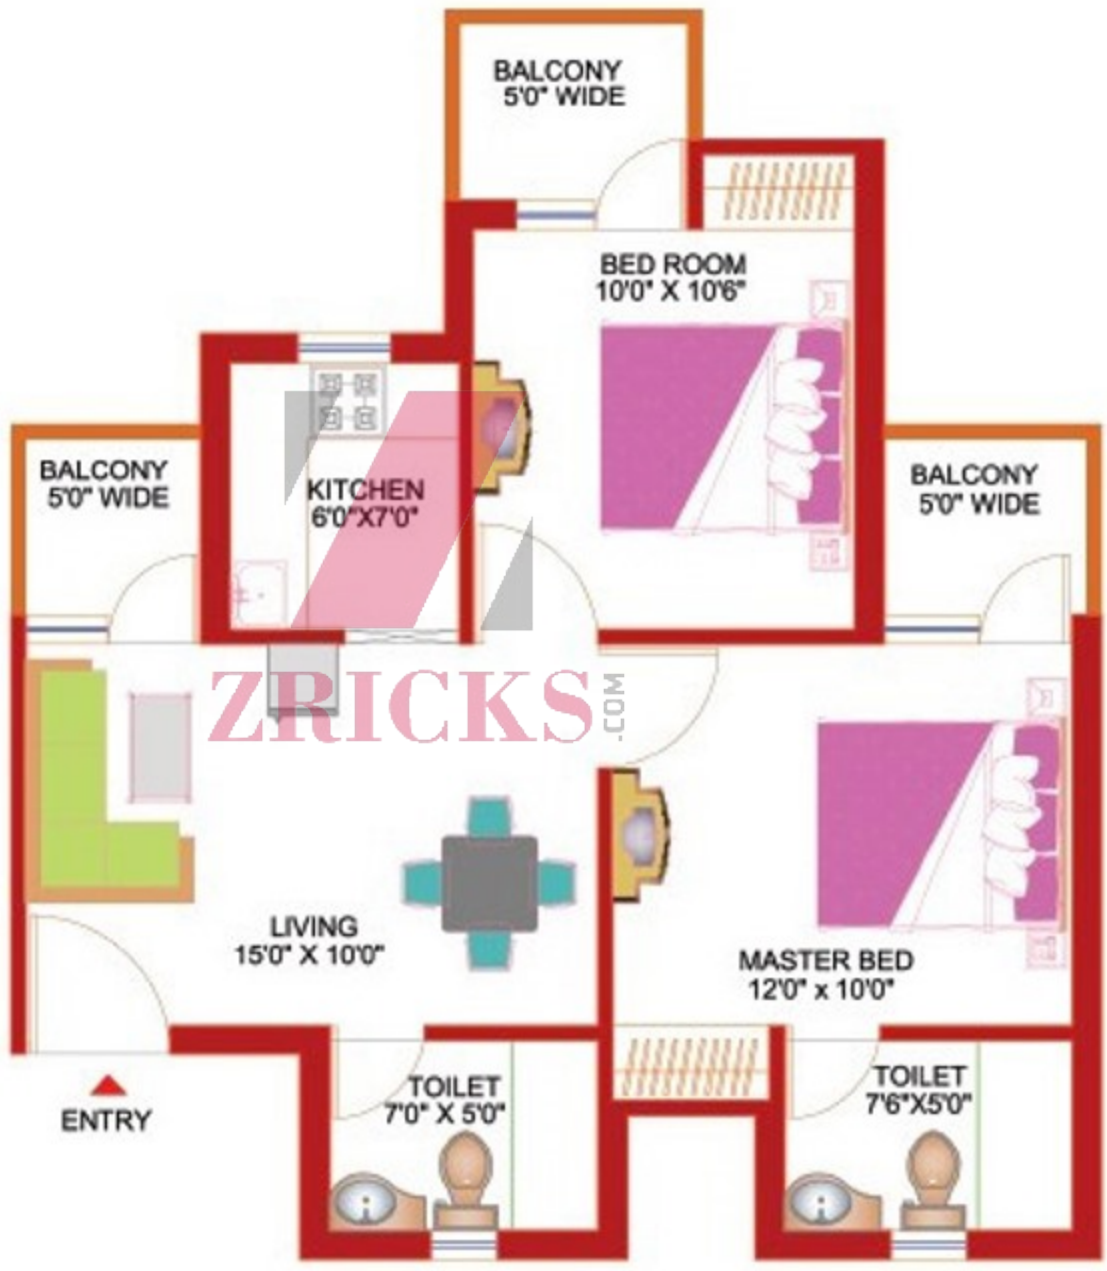 BALCONY
5'0" WIDE
BED ROOM
10'0" X 10'6"
BALCONY
5'0" WIDE
KITCHEN
6'0"X7'0"
BALCONY
5'0" WIDE
ZRICKS
.COM
LIVING
15'0" X 10'0"
MASTER BED
12'0" x 10'0"
ENTRY
TOILET
7'0" X 5'0"
TOILET
7'6"X5'0"